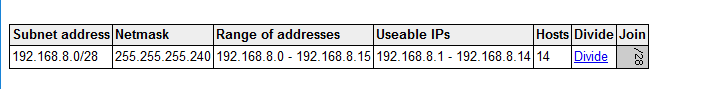 Subnet address Netmask Range of addresses Useable IPs Hosts Divide Join
192.168.8.0/28 255.255.255.240 192.168.8.0 - 192.168.8.15 192.168.8.1 - 192.168.8.14 14 Divide /28